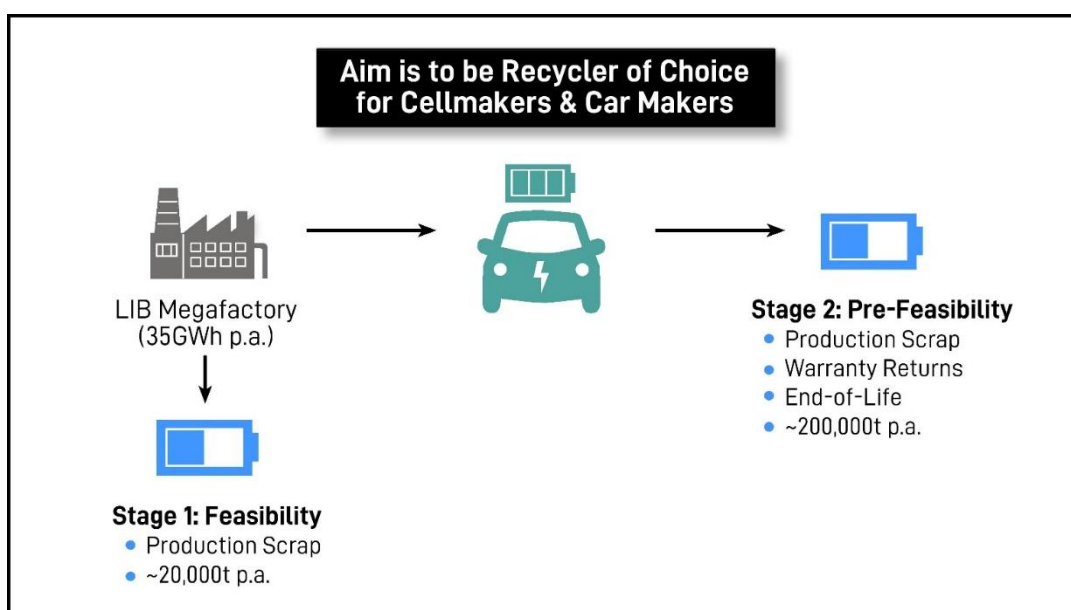 Aim is to be Recycler of Choice
for Cellmakers & Car Makers
LIB Megafactory
(35GWh p.a.)
Stage 1: Feasibility
• Production Scrap
• ~20,000t p.a.
Stage 2: Pre-Feasibility
• Production Scrap
• Warranty Returns
• End-of-Life
• ~200,000t p.a.